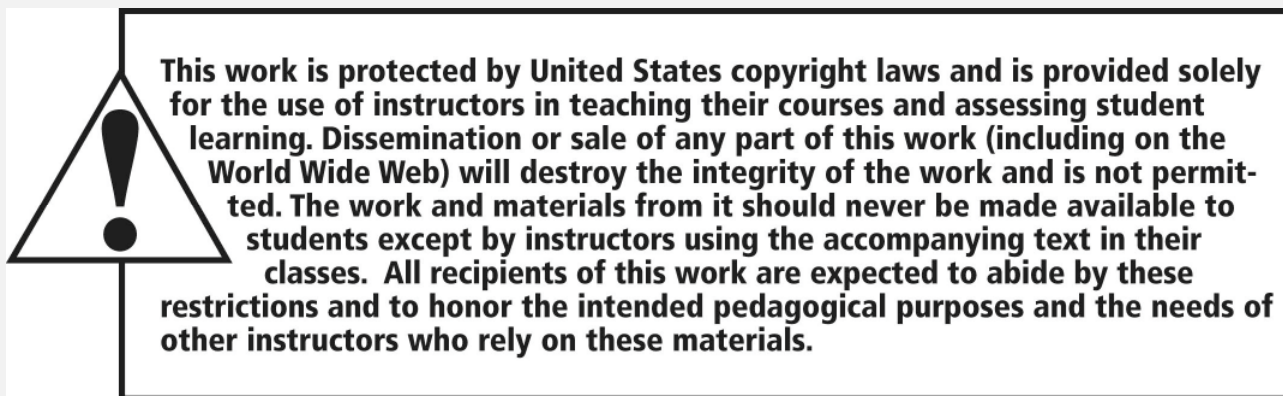 This work is protected by United States copyright laws and is provided solely
for the use of instructors in teaching their courses and assessing student
learning. Dissemination or sale of any part of this work (including on the
World Wide Web) will destroy the integrity of the work and is not permit-
ted. The work and materials from it should never be made available to
students except by instructors using the accompanying text in their
classes.  All recipients of this work are expected to abide by these
restrictions and to honor the intended pedagogical purposes and the needs of
other instructors who rely on these materials.